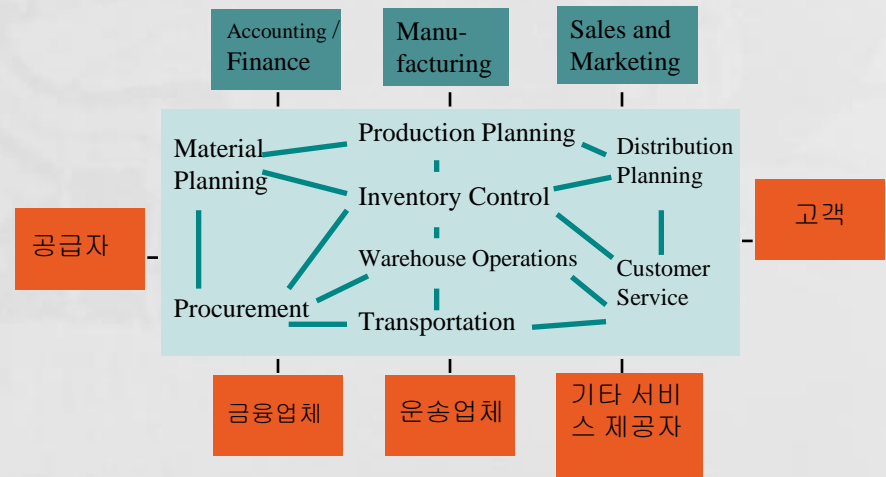 Accounting /
Finance
Manu-
facturing
Sales and
Marketing
Material
Planning
Production Planning
Distribution
Planning
Inventory Control
공급자
고객
Warehouse Operations
Customer
Service
Procurement
Transportation
금융업체
운송업체
기타 서비
스 제공자